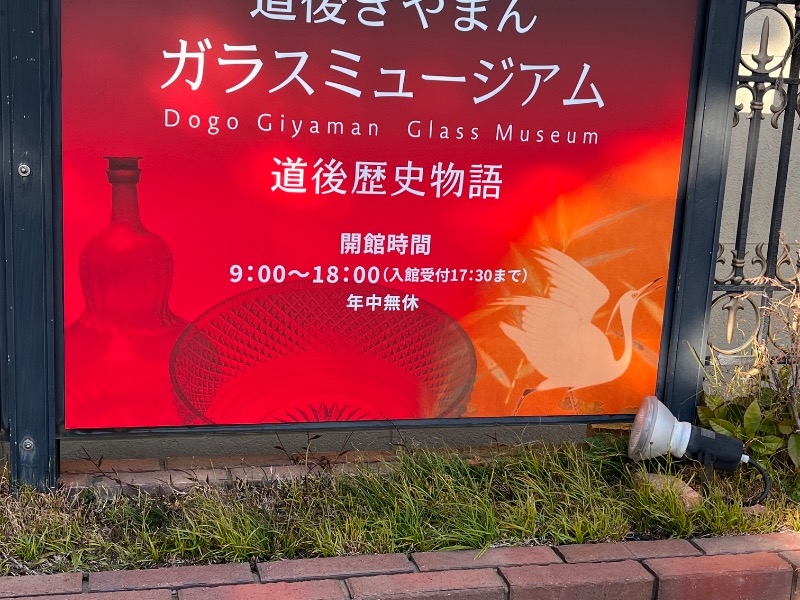 道後ぎやまん
ガラスミュージアム
Dogo Giyaman Glass Museum
道後歴史物語
開館時間
9:00〜18:00(入館受付17:30まで)
年中無休